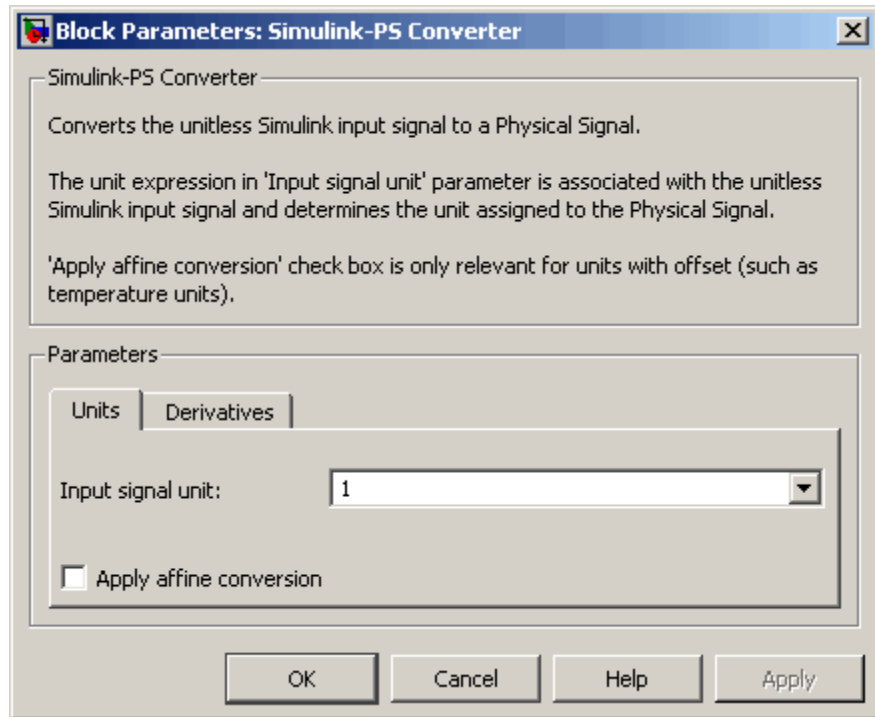 Block Parameters: Simulink-PS Converter
Simulink-PS Converter
Converts the unitless Simulink input signal to a Physical Signal.
The unit expression in 'Input signal unit' parameter is associated with the unitless
Simulink input signal and determines the unit assigned to the Physical Signal.
'Apply affine conversion' check box is only relevant for units with offset (such as
temperature units).
Parameters
Units Derivatives
Input signal unit: 1
Apply affine conversion
OK Cancel Help Apply